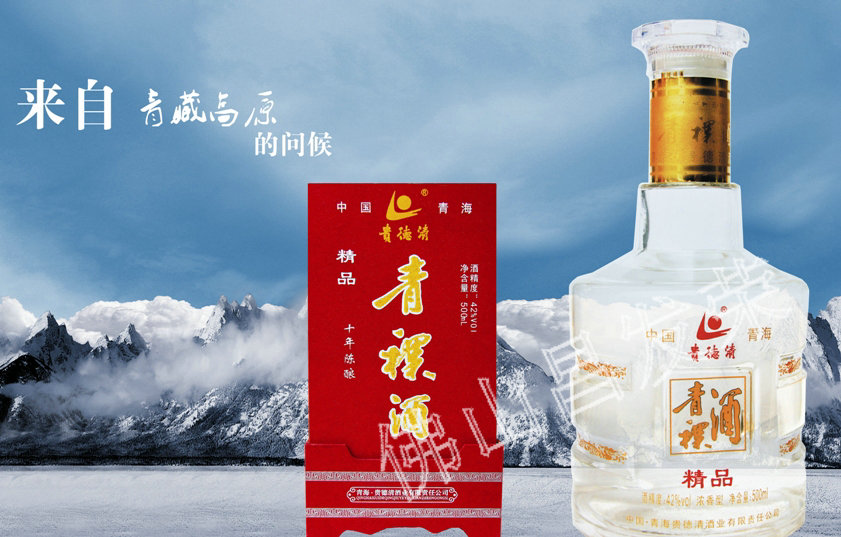 来自 青藏高原
的问候
中国 青海
®
贵德清
精品
青稞酒
酒精度：42%vol
净含量：500mL
十年陈酿
青海·贵德清酒业有限责任公司
青稞
德
中国 青海
贵德清
青稞酒
精品
酒精度:42%vol 浓香型 净含量:500ml
中国·青海贵德清酒业有限责任公司